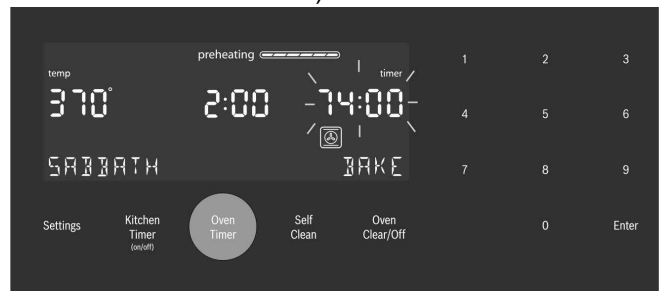 preheating
temp
timer
370°
2:00
74:00
SABBATH
BAKE
1 2 3
4 5 6
7 8 9
0 Enter
Settings
Kitchen
Timer
(on/off)
Oven
Timer
Self
Clean
Oven
Clear/Off